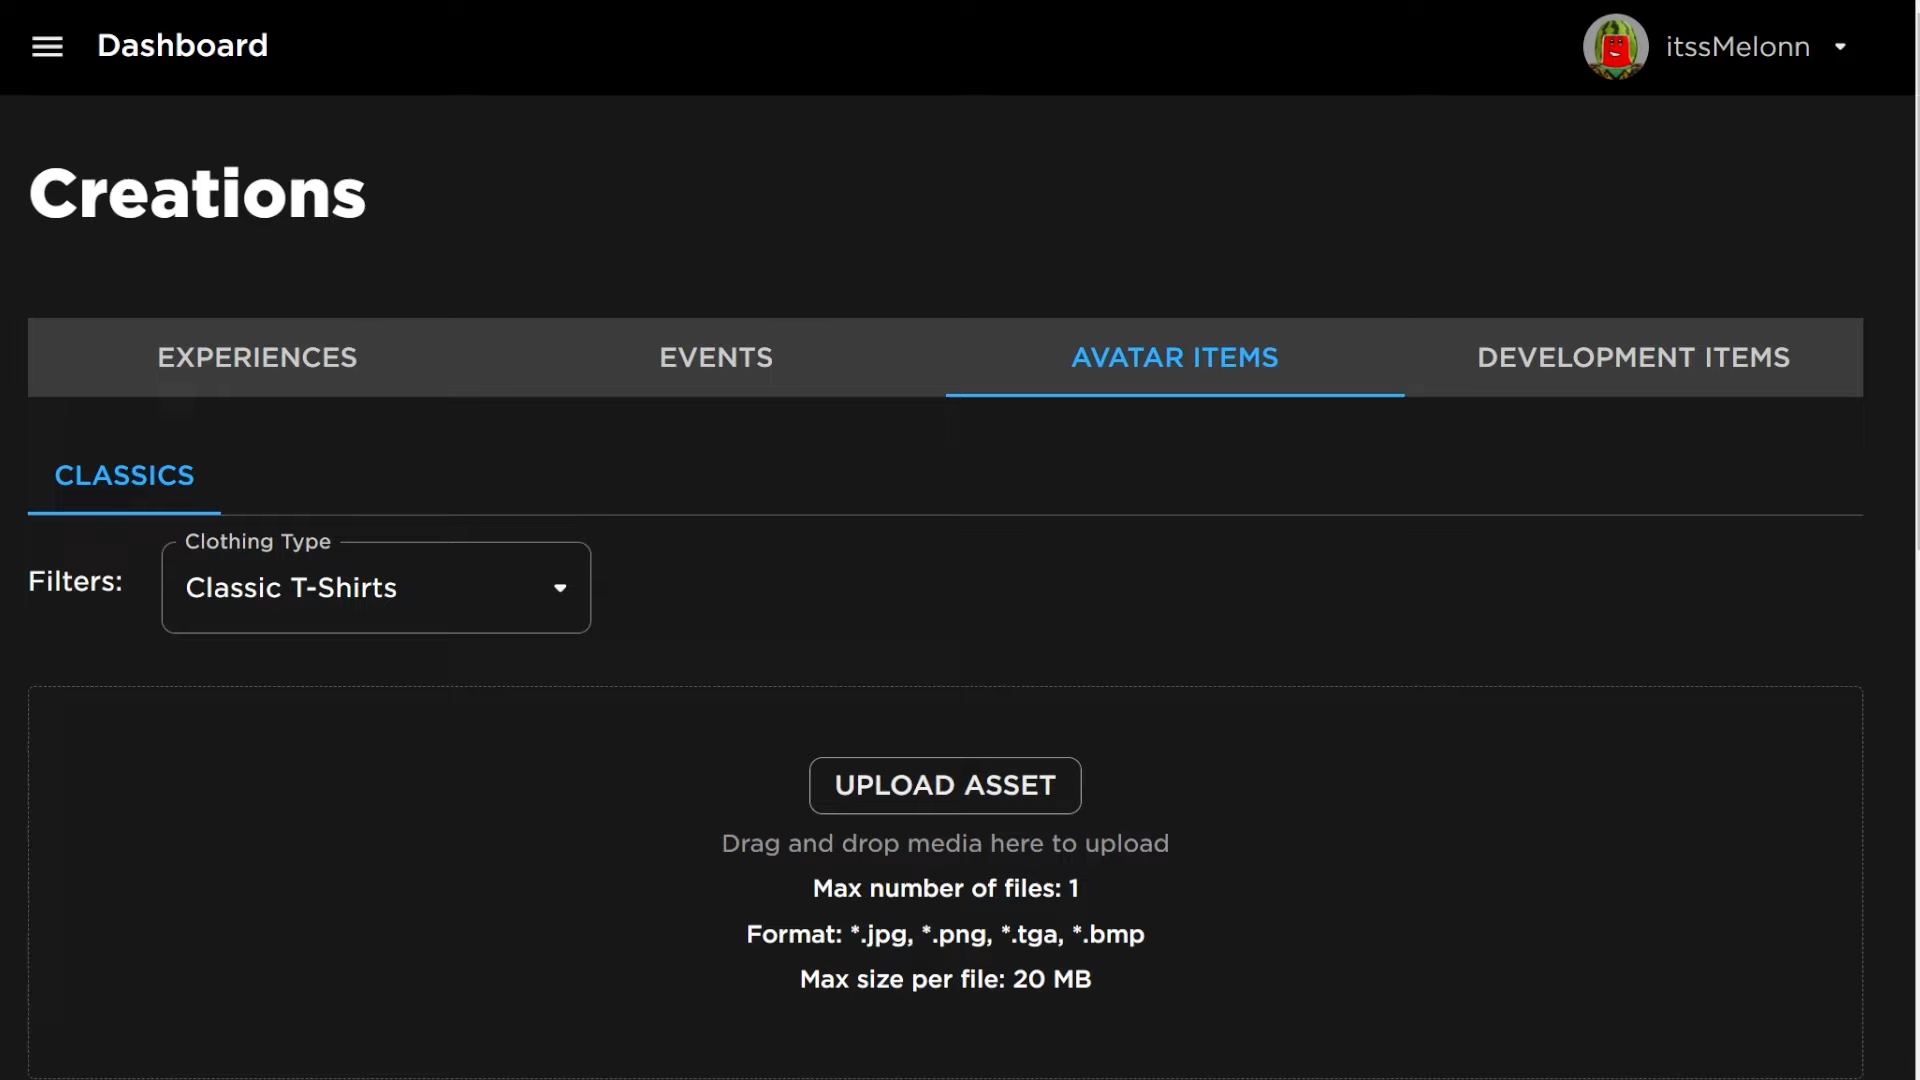 Dashboard
itssMelonn
Creations
EXPERIENCES
EVENTS
AVATAR ITEMS
DEVELOPMENT ITEMS
CLASSICS
Clothing Type
Filters:
Classic T-Shirts
UPLOAD ASSET
Drag and drop media here to upload
Max number of files: 1
Format: *.jpg, *.png, *.tga, *.bmp
Max size per file: 20 MB